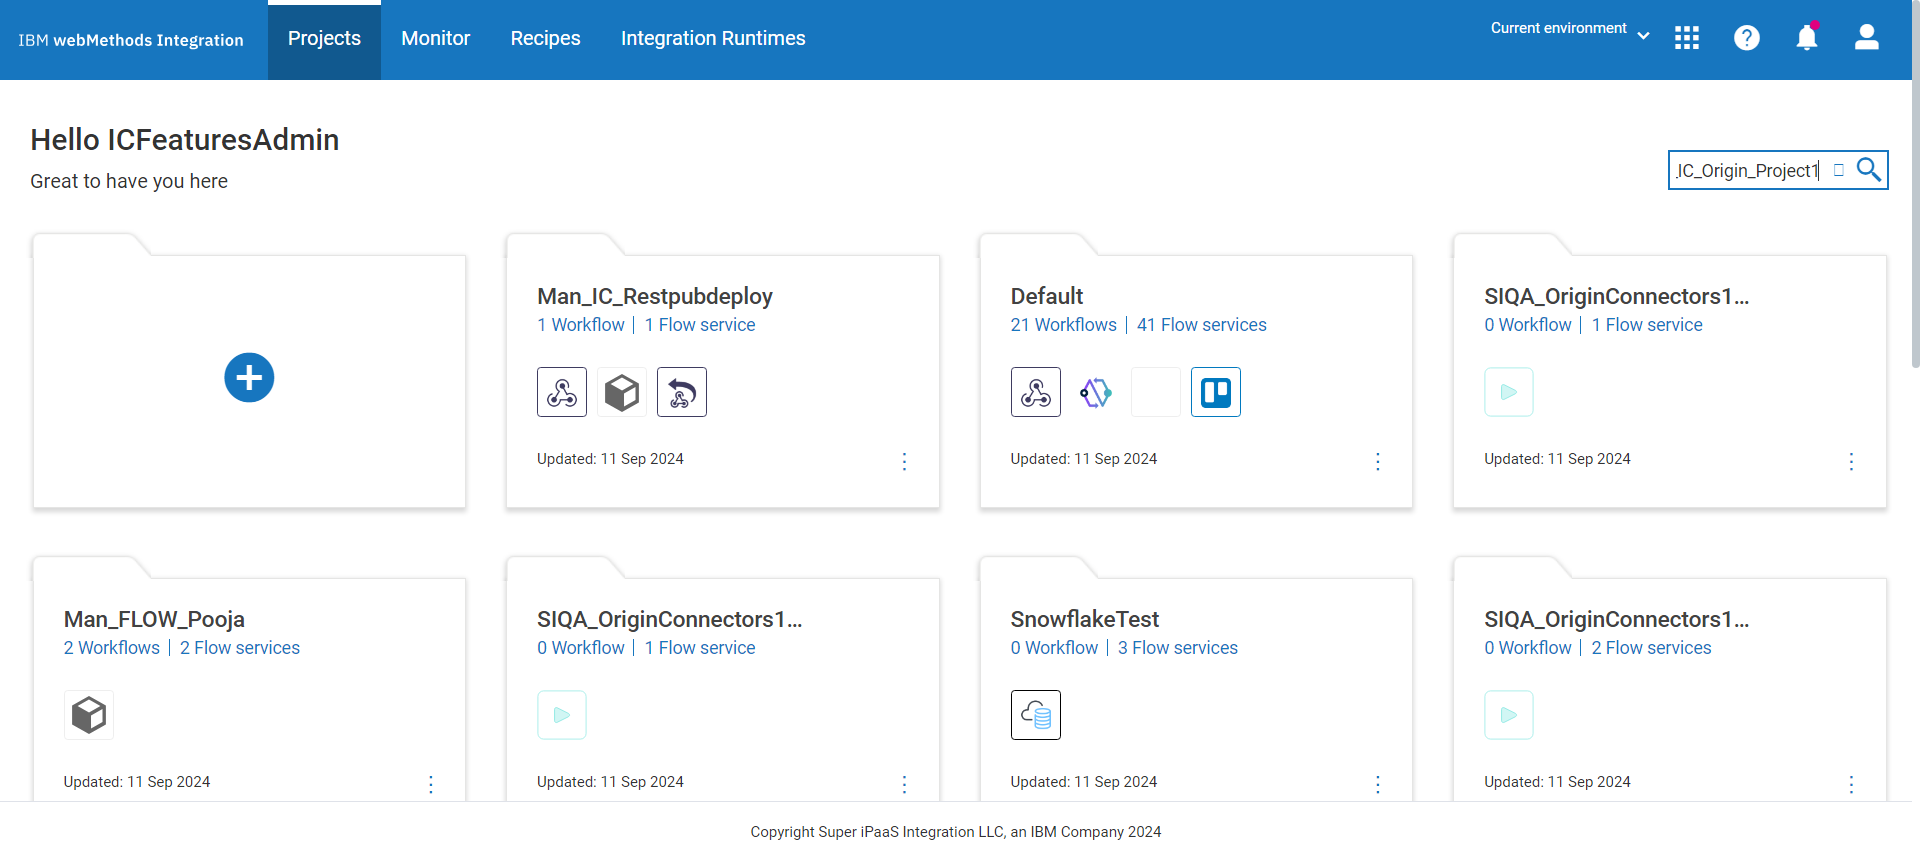 IBM webMethods Integration
Projects
Monitor
Recipes
Integration Runtimes
Current environment
Hello ICFeaturesAdmin
Great to have you here
IC_Origin_Project1
Man_IC_Restpubdeploy
1 Workflow | 1 Flow service
Updated: 11 Sep 2024
Default
21 Workflows | 41 Flow services
Updated: 11 Sep 2024
SIQA_OriginConnectors1...
0 Workflow | 1 Flow service
Updated: 11 Sep 2024
Man_FLOW_Pooja
2 Workflows | 2 Flow services
Updated: 11 Sep 2024
SIQA_OriginConnectors1...
0 Workflow | 1 Flow service
Updated: 11 Sep 2024
SnowflakeTest
0 Workflow | 3 Flow services
Updated: 11 Sep 2024
SIQA_OriginConnectors1...
0 Workflow | 2 Flow services
Updated: 11 Sep 2024
Copyright Super iPaaS Integration LLC, an IBM Company 2024